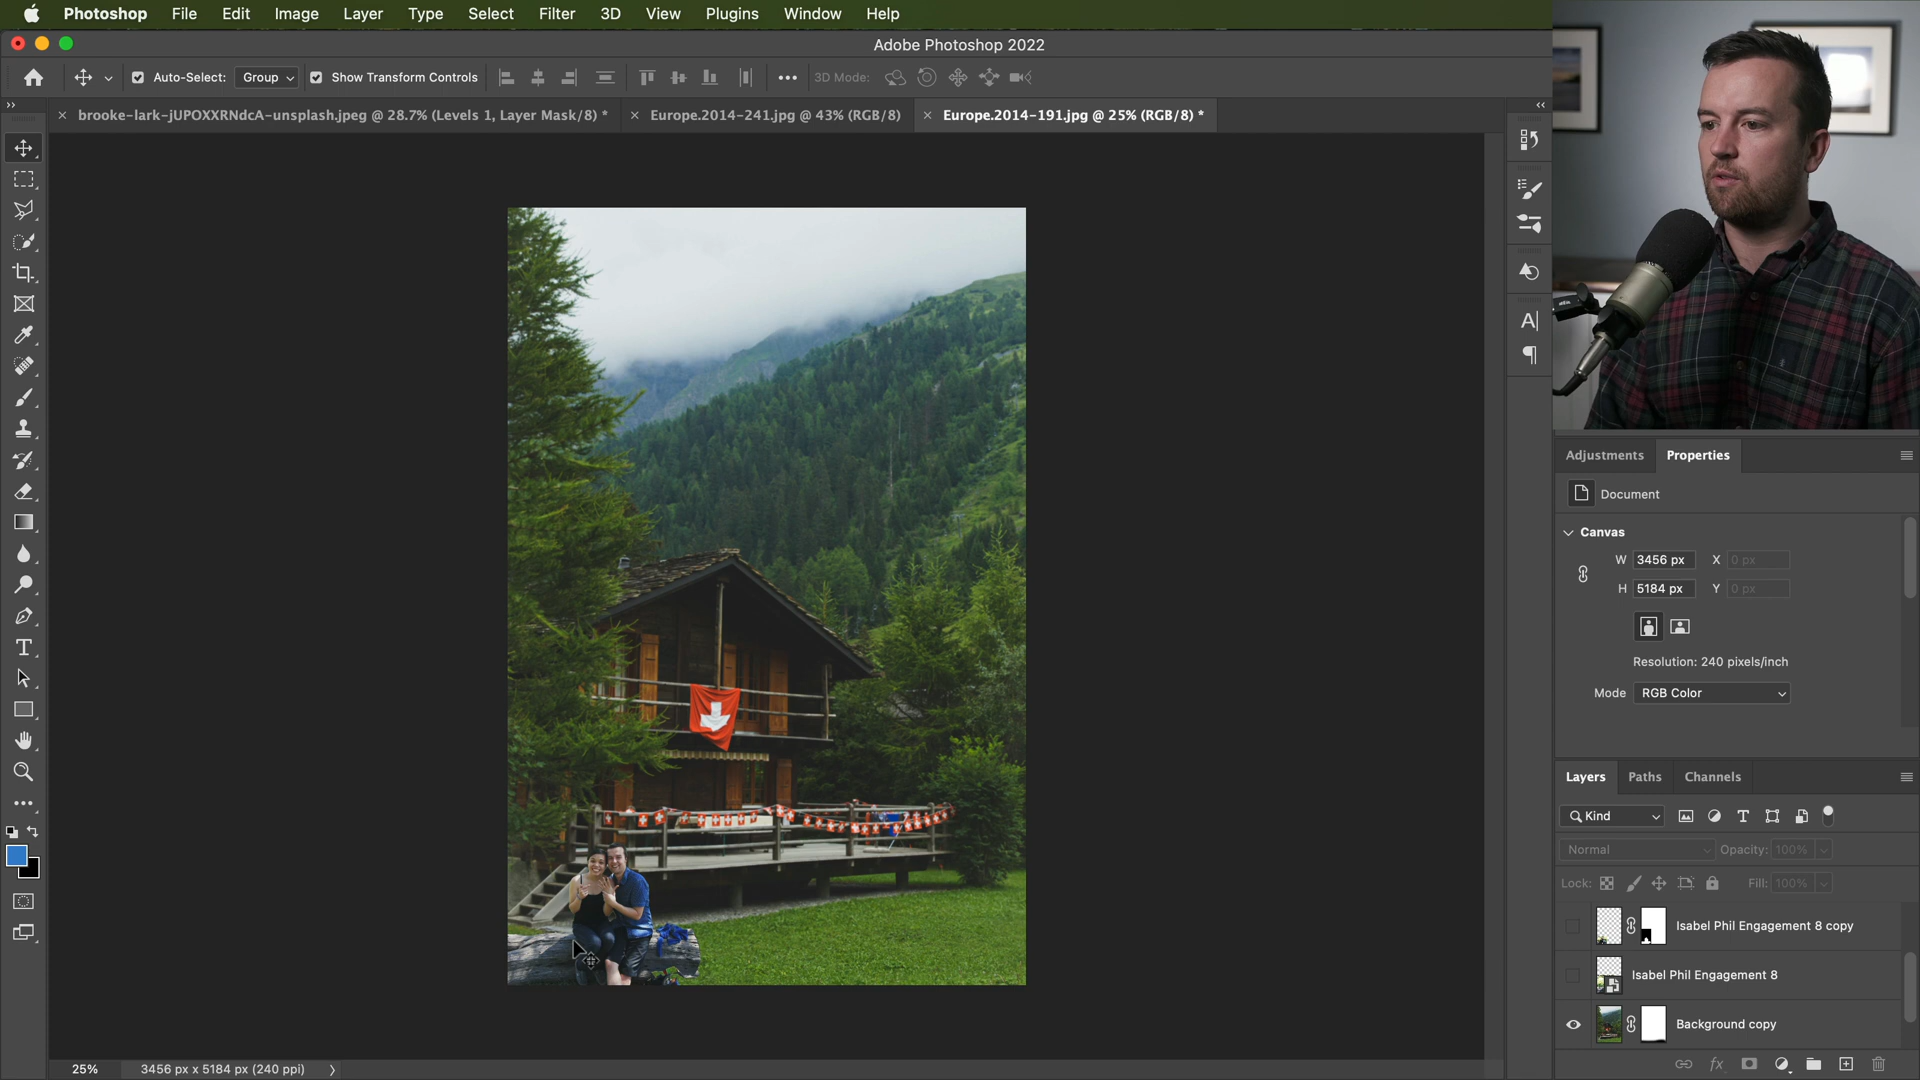 Photoshop File Edit Image Layer Type Select Filter 3D View Plugins Window Help
Adobe Photoshop 2022
Auto-Select: Group Show Transform Controls 3D Mode:
brooke-lark-jUPOXXRNdcA-unsplash.jpeg @ 28.7% (Levels 1, Layer Mask/8) * Europe.2014-241.jpg @ 43% (RGB/8) Europe.2014-191.jpg @ 25% (RGB/8) *
Adjustments Properties
Document
Canvas
W 3456 px X 0 px
H 5184 px Y 0 px
Resolution: 240 pixels/inch
Mode RGB Color
Layers Paths Channels
Kind
Normal Opacity: 100%
Lock: Fill: 100%
Isabel Phil Engagement 8 copy
Isabel Phil Engagement 8
Background copy
fx
25% 3456 px x 5184 px (240 ppi)